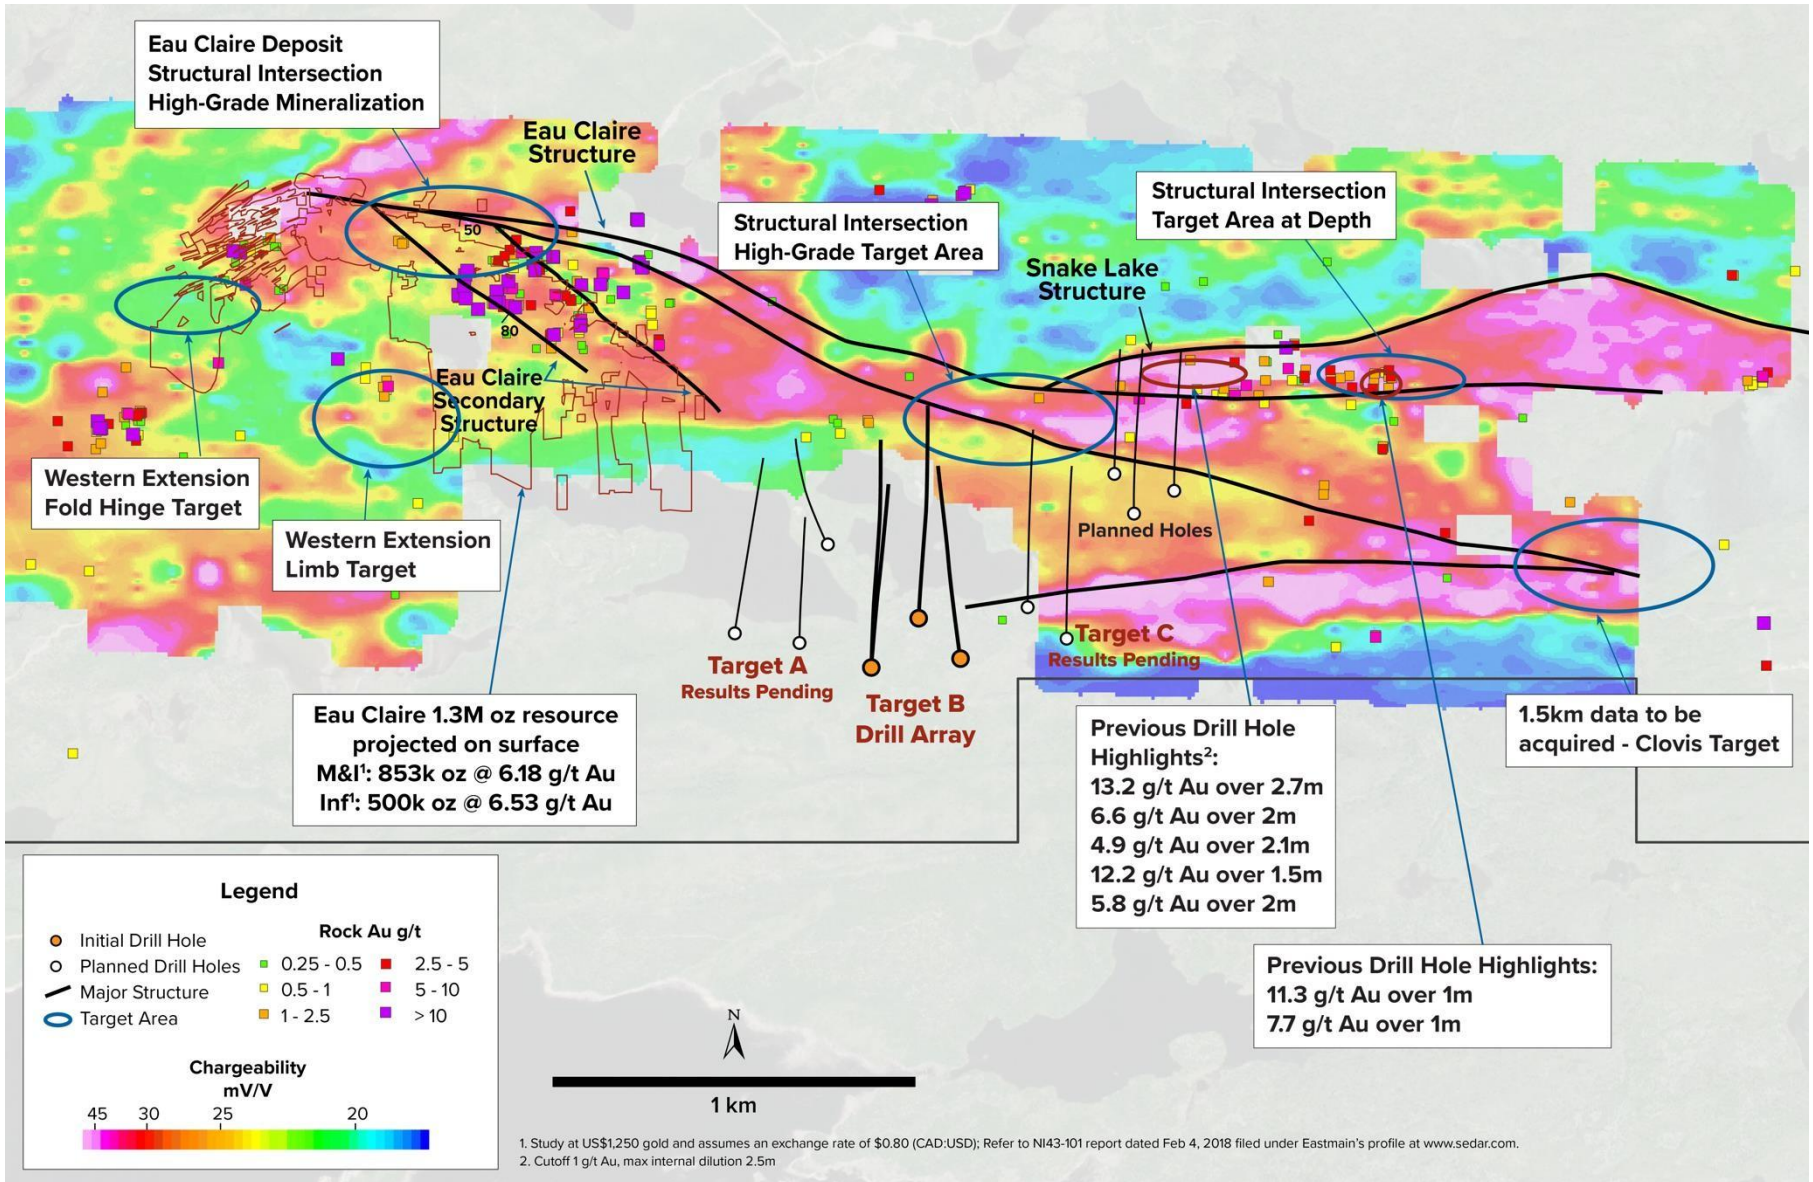 Eau Claire Deposit
Structural Intersection
High-Grade Mineralization
Eau Claire
Structure
Structural Intersection
High-Grade Target Area
Structural Intersection
Target Area at Depth
Snake Lake
Structure
50
80
Eau Claire
Secondary
Structure
Western Extension
Fold Hinge Target
Western Extension
Limb Target
Planned Holes
Target A
Results Pending
Target B
Drill Array
Target C
Results Pending
Eau Claire 1.3M oz resource
projected on surface
M&I¹: 853k oz @ 6.18 g/t Au
Inf¹: 500k oz @ 6.53 g/t Au
Previous Drill Hole
Highlights²:
13.2 g/t Au over 2.7m
6.6 g/t Au over 2m
4.9 g/t Au over 2.1m
12.2 g/t Au over 1.5m
5.8 g/t Au over 2m
1.5km data to be
acquired - Clovis Target
Previous Drill Hole Highlights:
11.3 g/t Au over 1m
7.7 g/t Au over 1m
Legend
Initial Drill Hole
Planned Drill Holes
Major Structure
Target Area
Rock Au g/t
0.25 - 0.5
0.5 - 1
1 - 2.5
2.5 - 5
5 - 10
> 10
Chargeability
mV/V
45 30 25 20
N
1 km
1. Study at US$1,250 gold and assumes an exchange rate of $0.80 (CAD:USD); Refer to NI43-101 report dated Feb 4, 2018 filed under Eastmain's profile at www.sedar.com.
2. Cutoff 1 g/t Au, max internal dilution 2.5m